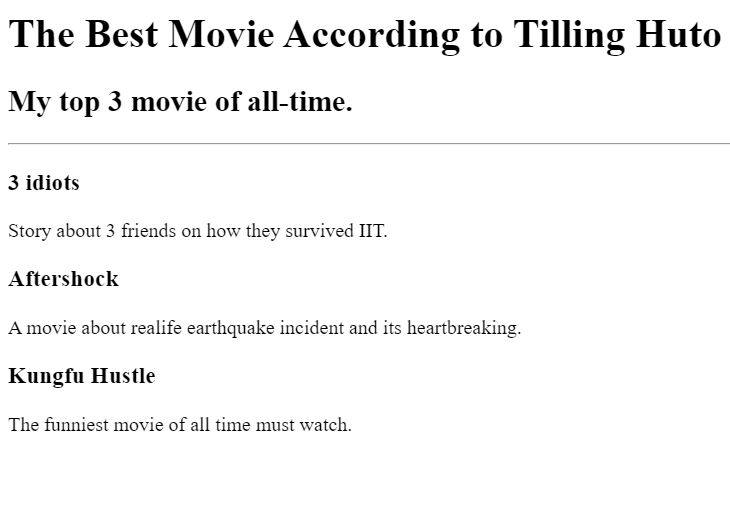 The Best Movie According to Tilling Huto
My top 3 movie of all-time.
3 idiots
Story about 3 friends on how they survived IIT.
Aftershock
A movie about realife earthquake incident and its heartbreaking.
Kungfu Hustle
The funniest movie of all time must watch.